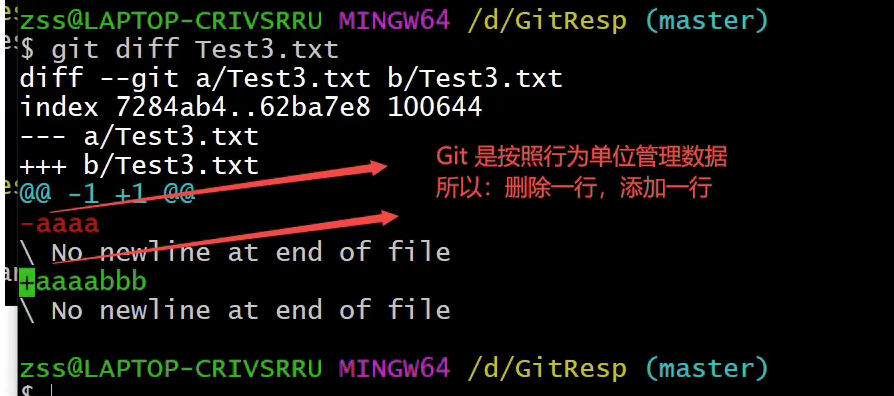 zss@LAPTOP-CRIVSRRU MINGW64 /d/GitResp (master)
$ git diff Test3.txt
diff --git a/Test3.txt b/Test3.txt
index 7284ab4..62ba7e8 100644
--- a/Test3.txt
+++ b/Test3.txt
Git 是按照行为单位管理数据
所以：删除一行，添加一行
@@ -1 +1 @@
-aaaa
\ No newline at end of file
+aaaabbb
\ No newline at end of file
zss@LAPTOP-CRIVSRRU MINGW64 /d/GitResp (master)
$